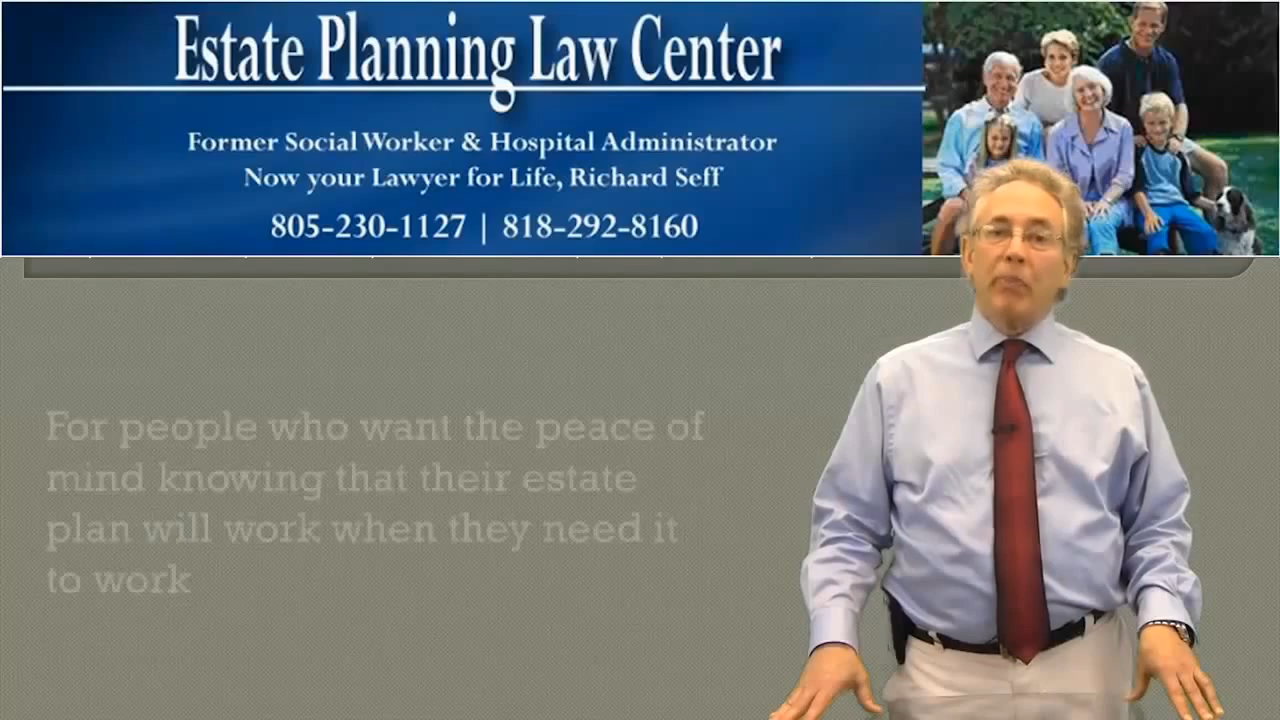 Estate Planning Law Center
Former Social Worker & Hospital Administrator
Now your Lawyer for Life, Richard Seff
805-230-1127 | 818-292-8160
For people who want the peace of
mind knowing that their estate
plan will work when they need it
to work